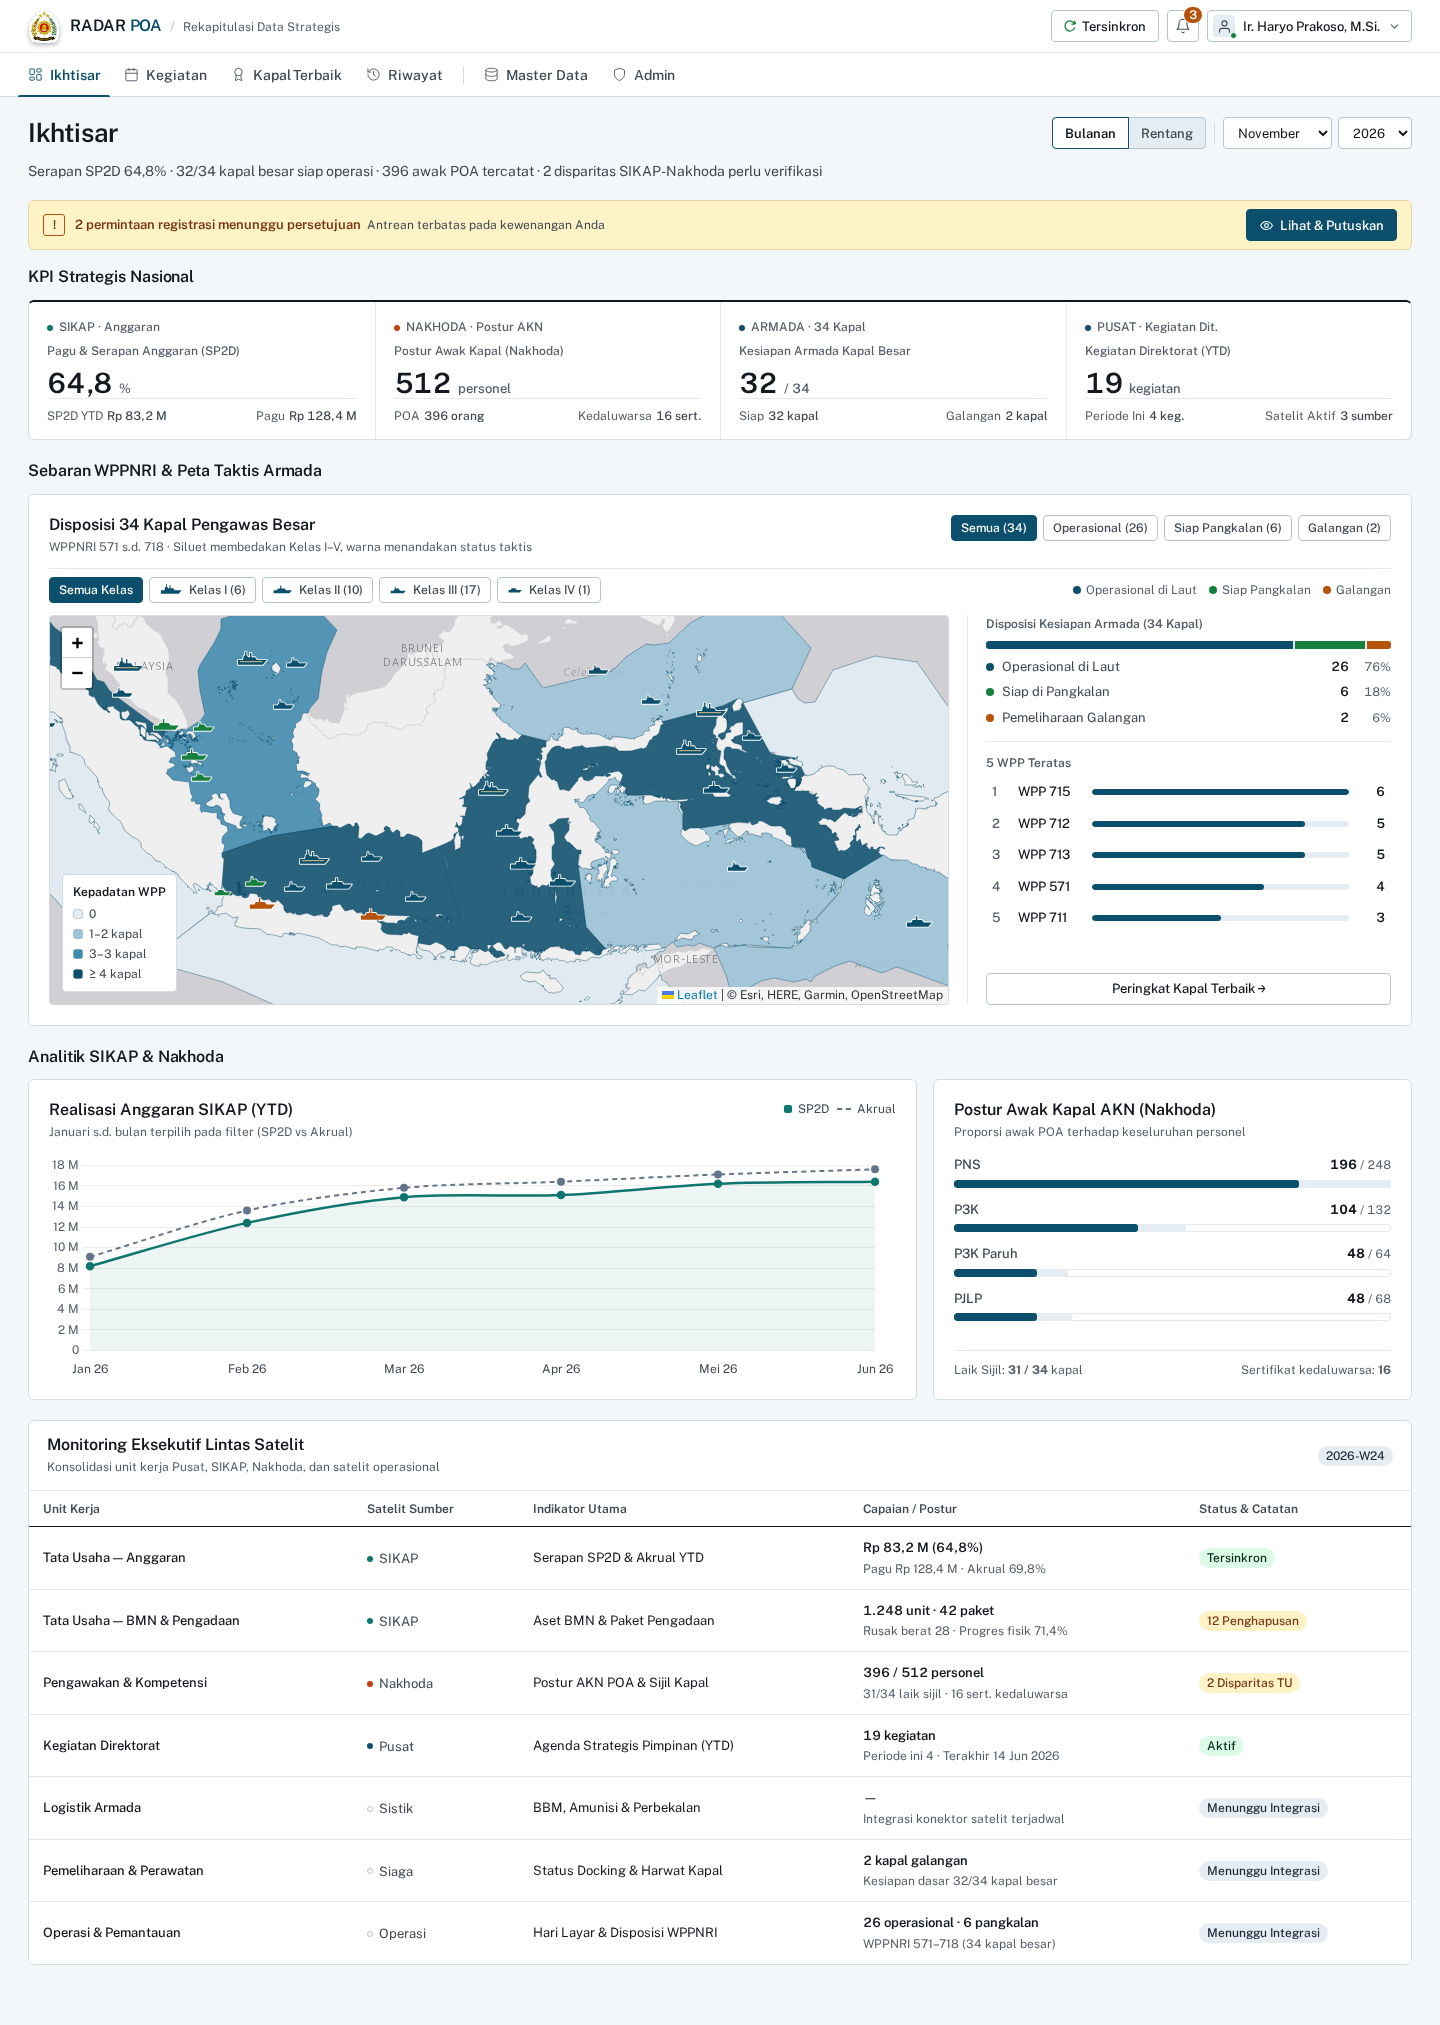 RADAR POA / Rekapitulasi Data Strategis
Tersinkron
3
Ir. Haryo Prakoso, M.Si.
Ikhtisar
Kegiatan
Kapal Terbaik
Riwayat
Master Data
Admin
Ikhtisar
Bulanan
Rentang
November
2026
Serapan SP2D 64,8% · 32/34 kapal besar siap operasi · 396 awak POA tercatat · 2 disparitas SIKAP-Nakhoda perlu verifikasi
! 2 permintaan registrasi menunggu persetujuan Antrean terbatas pada kewenangan Anda
Lihat & Putuskan
KPI Strategis Nasional
SIKAP · Anggaran
Pagu & Serapan Anggaran (SP2D)
64,8 %
SP2D YTD Rp 83,2 M
Pagu Rp 128,4 M
NAKHODA · Postur AKN
Postur Awak Kapal (Nakhoda)
512 personel
POA 396 orang
Kedaluwarsa 16 sert.
ARMADA · 34 Kapal
Kesiapan Armada Kapal Besar
32 / 34
Siap 32 kapal
Galangan 2 kapal
PUSAT · Kegiatan Dit.
Kegiatan Direktorat (YTD)
19 kegiatan
Periode Ini 4 keg.
Satelit Aktif 3 sumber
Sebaran WPPNRI & Peta Taktis Armada
Disposisi 34 Kapal Pengawas Besar
WPPNRI 571 s.d. 718 · Siluet membedakan Kelas I–V, warna menandakan status taktis
Semua (34)
Operasional (26)
Siap Pangkalan (6)
Galangan (2)
Semua Kelas
Kelas I (6)
Kelas II (10)
Kelas III (17)
Kelas IV (1)
Operasional di Laut
Siap Pangkalan
Galangan
+
−
AYSIA
BRUNEI
DARUSSALAM
MOR-LESTE
Kepadatan WPP
0
1–2 kapal
3–3 kapal
≥ 4 kapal
Leaflet | © Esri, HERE, Garmin, OpenStreetMap
Disposisi Kesiapan Armada (34 Kapal)
Operasional di Laut 26 76%
Siap di Pangkalan 6 18%
Pemeliharaan Galangan 2 6%
5 WPP Teratas
1 WPP 715 6
2 WPP 712 5
3 WPP 713 5
4 WPP 571 4
5 WPP 711 3
Peringkat Kapal Terbaik →
Analitik SIKAP & Nakhoda
Realisasi Anggaran SIKAP (YTD)
Januari s.d. bulan terpilih pada filter (SP2D vs Akrual)
SP2D
Akrual
18 M
16 M
14 M
12 M
10 M
8 M
6 M
4 M
2 M
0
Jan 26
Feb 26
Mar 26
Apr 26
Mei 26
Jun 26
Postur Awak Kapal AKN (Nakhoda)
Proporsi awak POA terhadap keseluruhan personel
PNS 196 / 248
P3K 104 / 132
P3K Paruh 48 / 64
PJLP 48 / 68
Laik Sijil: 31 / 34 kapal
Sertifikat kedaluwarsa: 16
Monitoring Eksekutif Lintas Satelit
Konsolidasi unit kerja Pusat, SIKAP, Nakhoda, dan satelit operasional
2026-W24
Unit Kerja
Satelit Sumber
Indikator Utama
Capaian / Postur
Status & Catatan
Tata Usaha — Anggaran
SIKAP
Serapan SP2D & Akrual YTD
Rp 83,2 M (64,8%)
Pagu Rp 128,4 M · Akrual 69,8%
Tersinkron
Tata Usaha — BMN & Pengadaan
SIKAP
Aset BMN & Paket Pengadaan
1.248 unit · 42 paket
Rusak berat 28 · Progres fisik 71,4%
12 Penghapusan
Pengawakan & Kompetensi
Nakhoda
Postur AKN POA & Sijil Kapal
396 / 512 personel
31/34 laik sijil · 16 sert. kedaluwarsa
2 Disparitas TU
Kegiatan Direktorat
Pusat
Agenda Strategis Pimpinan (YTD)
19 kegiatan
Periode ini 4 · Terakhir 14 Jun 2026
Aktif
Logistik Armada
Sistik
BBM, Amunisi & Perbekalan
—
Integrasi konektor satelit terjadwal
Menunggu Integrasi
Pemeliharaan & Perawatan
Siaga
Status Docking & Harwat Kapal
2 kapal galangan
Kesiapan dasar 32/34 kapal besar
Menunggu Integrasi
Operasi & Pemantauan
Operasi
Hari Layar & Disposisi WPPNRI
26 operasional · 6 pangkalan
WPPNRI 571–718 (34 kapal besar)
Menunggu Integrasi